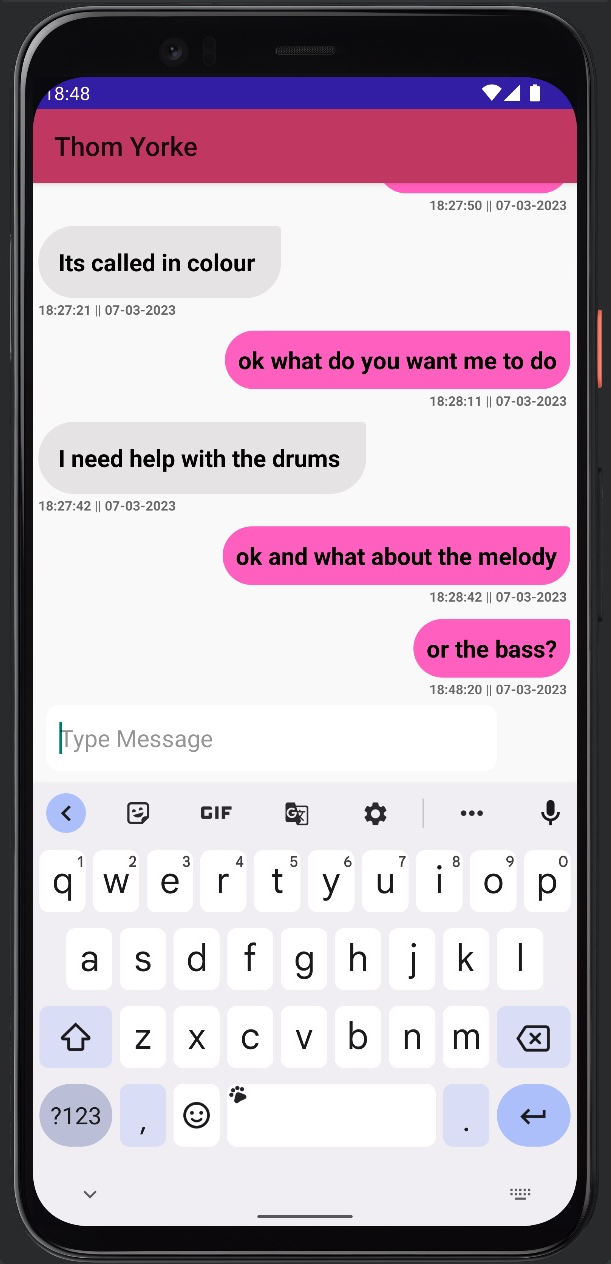 18:48
Thom Yorke
18:27:50 || 07-03-2023
Its called in colour
18:27:21 || 07-03-2023
ok what do you want me to do
18:28:11 || 07-03-2023
I need help with the drums
18:27:42 || 07-03-2023
ok and what about the melody
18:28:42 || 07-03-2023
or the bass?
18:48:20 || 07-03-2023
Type Message
GIF G
1 2 3 4 5 6 7 8 9 0
q w e r t y u i o p
a s d f g h j k l
z x c v b n m
?123 , .